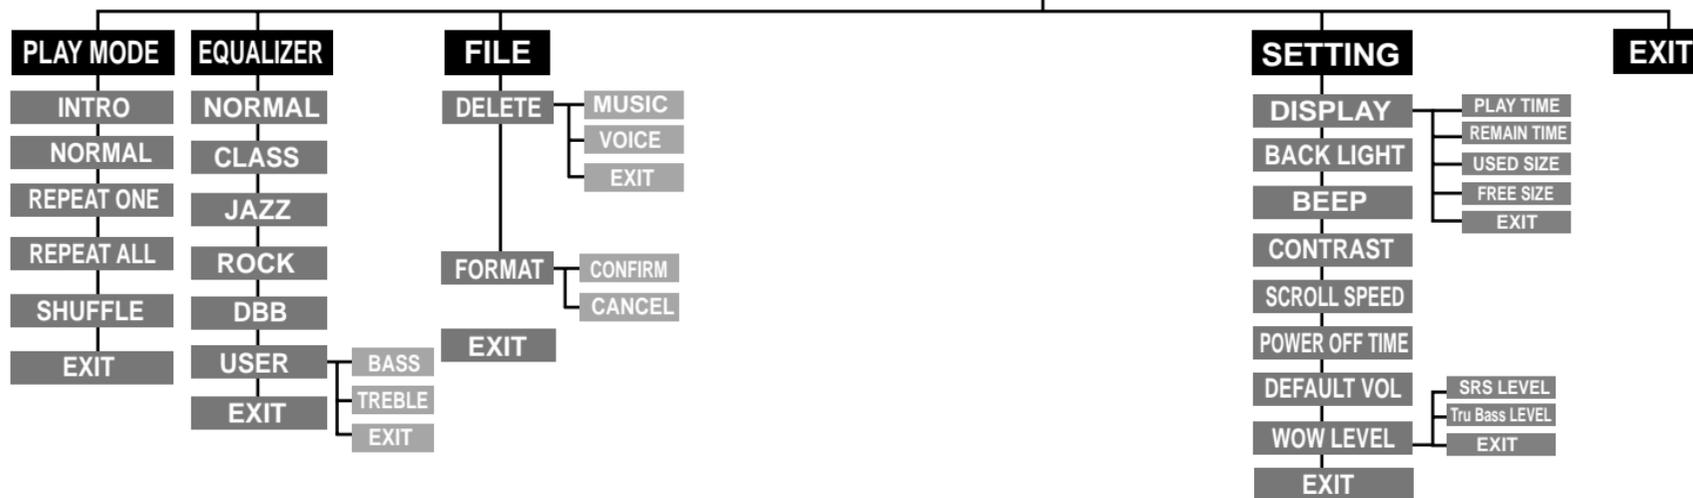 PLAY MODE
INTRO
NORMAL
REPEAT ONE
REPEAT ALL
SHUFFLE
EXIT
EQUALIZER
NORMAL
CLASS
JAZZ
ROCK
DBB
USER
BASS
TREBLE
EXIT
EXIT
FILE
DELETE
MUSIC
VOICE
EXIT
FORMAT
CONFIRM
CANCEL
EXIT
SETTING
DISPLAY
PLAY TIME
REMAIN TIME
USED SIZE
FREE SIZE
EXIT
BACK LIGHT
BEEP
CONTRAST
SCROLL SPEED
POWER OFF TIME
DEFAULT VOL
WOW LEVEL
SRS LEVEL
Tru Bass LEVEL
EXIT
EXIT
EXIT